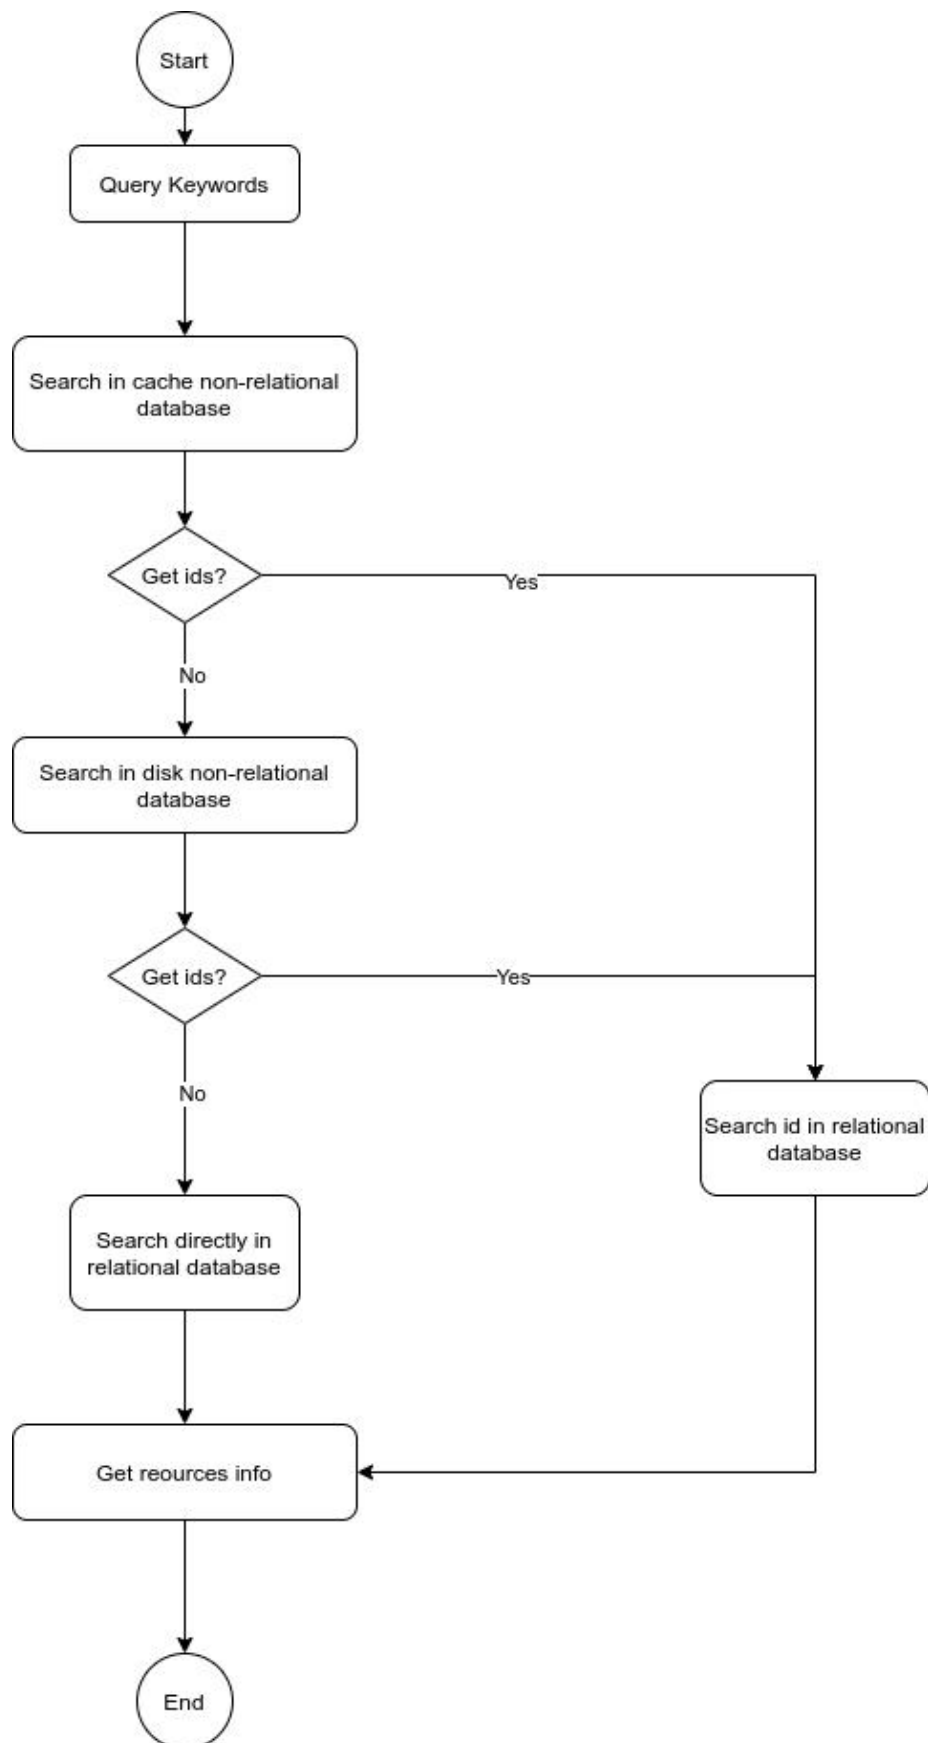 Start
Query Keywords
Search in cache non-relational
database
Get ids?
Yes
No
Search in disk non-relational
database
Get ids?
Yes
No
Search id in relational
database
Search directly in
relational database
Get reources info
End